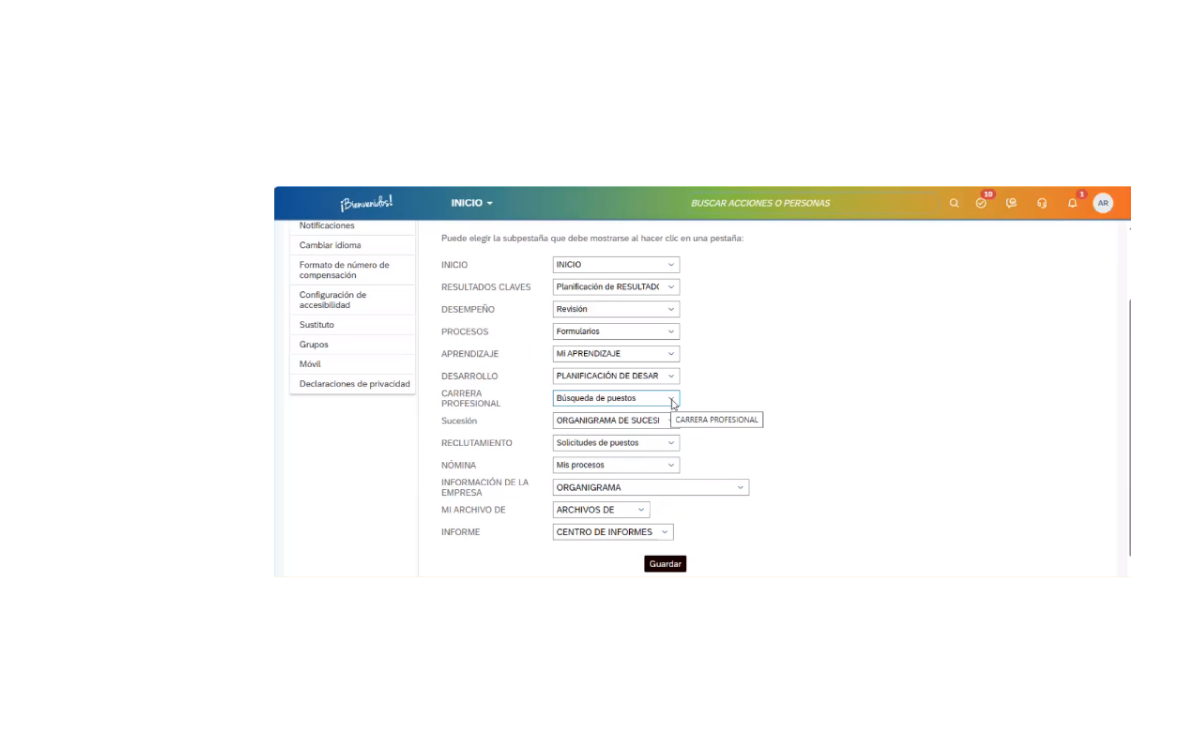 ¡Bienvenidos!
INICIO
BUSCAR ACCIONES O PERSONAS
10
1
AR
Notificaciones
Cambiar idioma
Formato de número de
compensación
Configuración de
accesibilidad
Sustituto
Grupos
Móvil
Declaraciones de privacidad
Puede elegir la subpestaña que debe mostrarse al hacer clic en una pestaña:
INICIO INICIO
RESULTADOS CLAVES Planificación de RESULTADO
DESEMPEÑO Revisión
PROCESOS Formularios
APRENDIZAJE MI APRENDIZAJE
DESARROLLO PLANIFICACIÓN DE DESAR
CARRERA
PROFESIONAL Búsqueda de puestos
Sucesión ORGANIGRAMA DE SUCESI
CARRERA PROFESIONAL
RECLUTAMIENTO Solicitudes de puestos
NÓMINA Mis procesos
INFORMACIÓN DE LA
EMPRESA ORGANIGRAMA
MI ARCHIVO DE ARCHIVOS DE
INFORME CENTRO DE INFORMES
Guardar